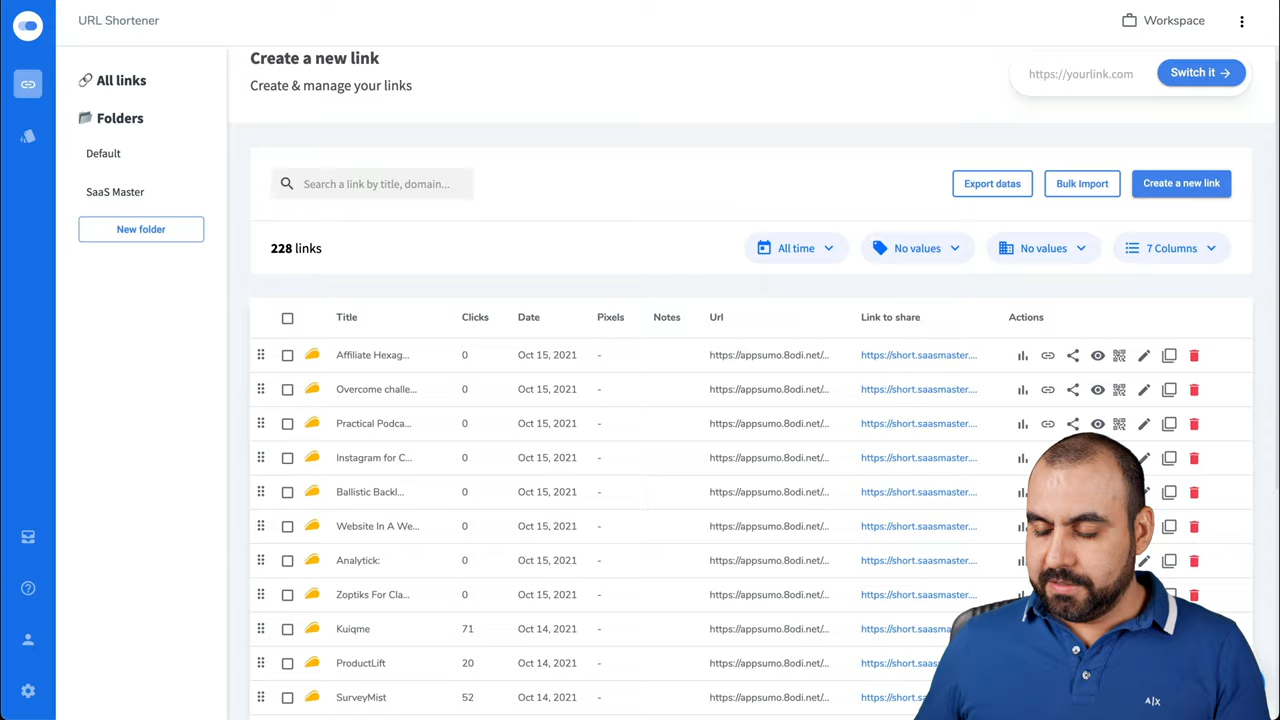 URL Shortener
Workspace
All links
Folders
Default
SaaS Master
New folder
Create a new link
Create & manage your links
https://yourlink.com
Switch it
Search a link by title, domain...
Export datas
Bulk Import
Create a new link
228 links
All time
No values
No values
7 Columns
Title Clicks Date Pixels Notes Url Link to share Actions
Affiliate Hexag... 0 Oct 15, 2021 - https://appsumo.8odi.net/... https://short.saasmaster....
Overcome challe... 0 Oct 15, 2021 - https://appsumo.8odi.net/... https://short.saasmaster....
Practical Podca... 0 Oct 15, 2021 - https://appsumo.8odi.net/... https://short.saasmaster....
Instagram for C... 0 Oct 15, 2021 - https://appsumo.8odi.net/... https://short.saasmaster....
Ballistic Backl... 0 Oct 15, 2021 - https://appsumo.8odi.net/... https://short.saasmaster....
Website In A We... 0 Oct 15, 2021 - https://appsumo.8odi.net/... https://short.saasmaster....
Analytick: 0 Oct 15, 2021 - https://appsumo.8odi.net/... https://short.saasmaster....
Zoptiks For Cla... 0 Oct 15, 2021 - https://appsumo.8odi.net/... https://short.saasmaster....
Kuiqme 71 Oct 14, 2021 - https://appsumo.8odi.net/... https://short.saasma
ProductLift 20 Oct 14, 2021 - https://appsumo.8odi.net/... https://short.saas
SurveyMist 52 Oct 14, 2021 - https://appsumo.8odi.net/... https://short.saa
A|X